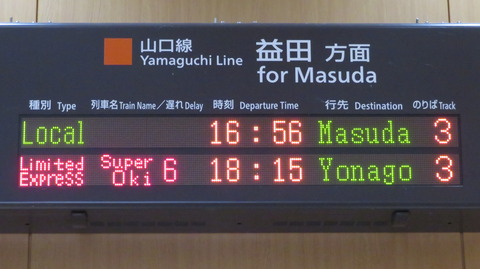 山口線 益田 方面
Yamaguchi Line for Masuda
種別 Type 列車名 Train Name／遅れ Delay 時刻 Departure Time 行先 Destination のりば Track
Local 16:56 Masuda 3
Limited Express Super Oki 6 18:15 Yonago 3